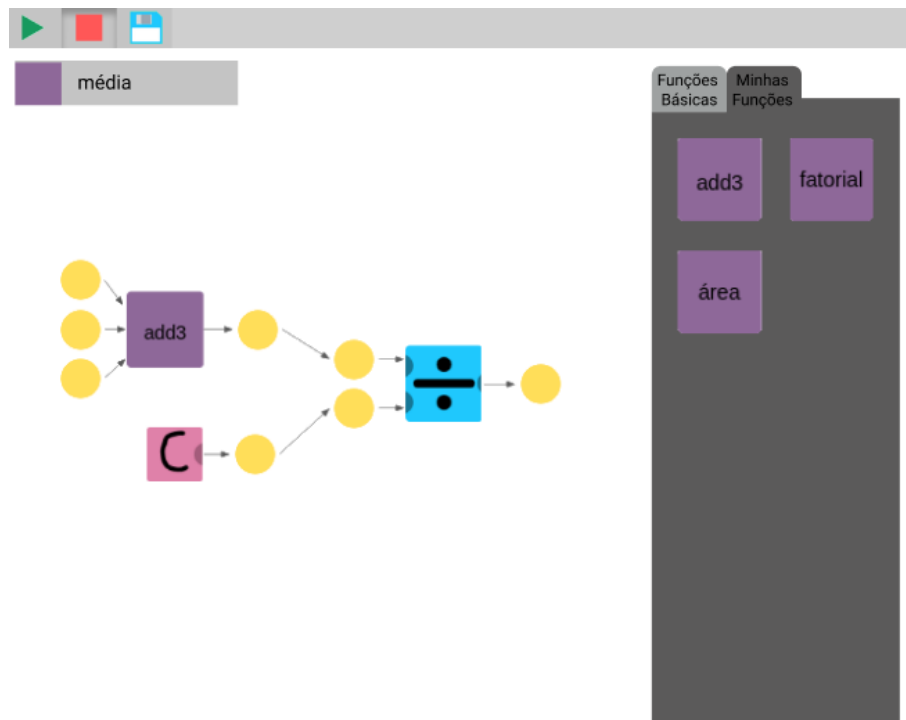 média
Funções
Básicas
Minhas
Funções
add3
fatorial
área
add3
C